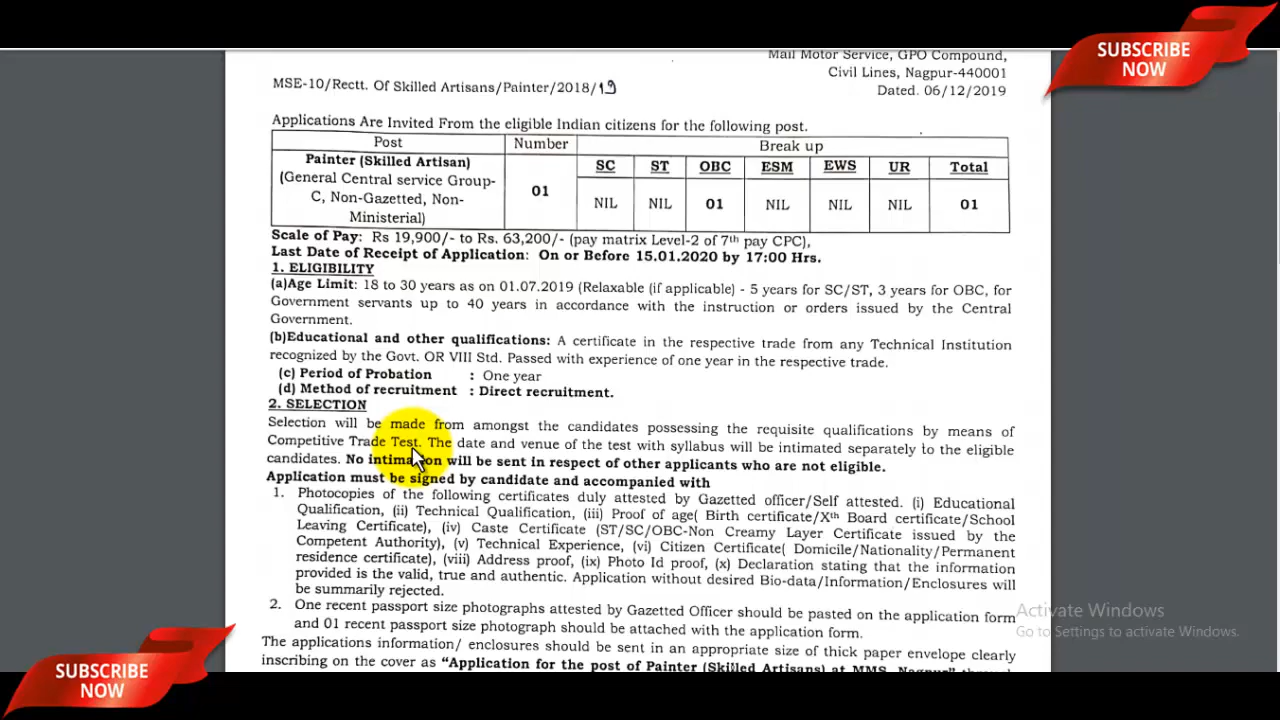 SUBSCRIBE
NOW
Mail Motor Service, GPO Compound,
Civil Lines, Nagpur-440001
MSE-10/Rectt. Of Skilled Artisans/Painter/2018/19
Dated. 06/12/2019
Applications Are Invited From the eligible Indian citizens for the following post.
Post Number Break up
SC ST OBC ESM EWS UR Total
Painter (Skilled Artisan)
(General Central service Group-
C, Non-Gazetted, Non-
Ministerial)
01 NIL NIL 01 NIL NIL NIL 01
Scale of Pay: Rs 19,900/- to Rs. 63,200/- (pay matrix Level-2 of 7th pay CPC),
Last Date of Receipt of Application: On or Before 15.01.2020 by 17:00 Hrs.
1. ELIGIBILITY
(a)Age Limit: 18 to 30 years as on 01.07.2019 (Relaxable (if applicable) - 5 years for SC/ST, 3 years for OBC, for
Government servants up to 40 years in accordance with the instruction or orders issued by the Central
Government.
(b)Educational and other qualifications: A certificate in the respective trade from any Technical Institution
recognized by the Govt. OR VIII Std. Passed with experience of one year in the respective trade.
(c) Period of Probation : One year
(d) Method of recruitment : Direct recruitment.
2. SELECTION
Selection will be made from amongst the candidates possessing the requisite qualifications by means of
Competitive Trade Test. The date and venue of the test with syllabus will be intimated separately to the eligible
candidates. No intimation will be sent in respect of other applicants who are not eligible.
Application must be signed by candidate and accompanied with
1. Photocopies of the following certificates duly attested by Gazetted officer/Self attested. (i) Educational
Qualification, (ii) Technical Qualification, (iii) Proof of age( Birth certificate/Xth Board certificate/School
Leaving Certificate), (iv) Caste Certificate (ST/SC/OBC-Non Creamy Layer Certificate issued by the
Competent Authority), (v) Technical Experience, (vi) Citizen Certificate( Domicile/Nationality/Permanent
residence certificate), (viii) Address proof, (ix) Photo Id proof, (x) Declaration stating that the information
provided is the valid, true and authentic. Application without desired Bio-data/Information/Enclosures will
be summarily rejected.
2. One recent passport size photographs attested by Gazetted Officer should be pasted on the application form
and 01 recent passport size photograph should be attached with the application form.
The applications information/ enclosures should be sent in an appropriate size of thick paper envelope clearly
inscribing on the cover as "Application for the post of Painter (Skilled Artisans) at MMS, Nagpur" through
Activate Windows
Go to Settings to activate Windows.
SUBSCRIBE
NOW